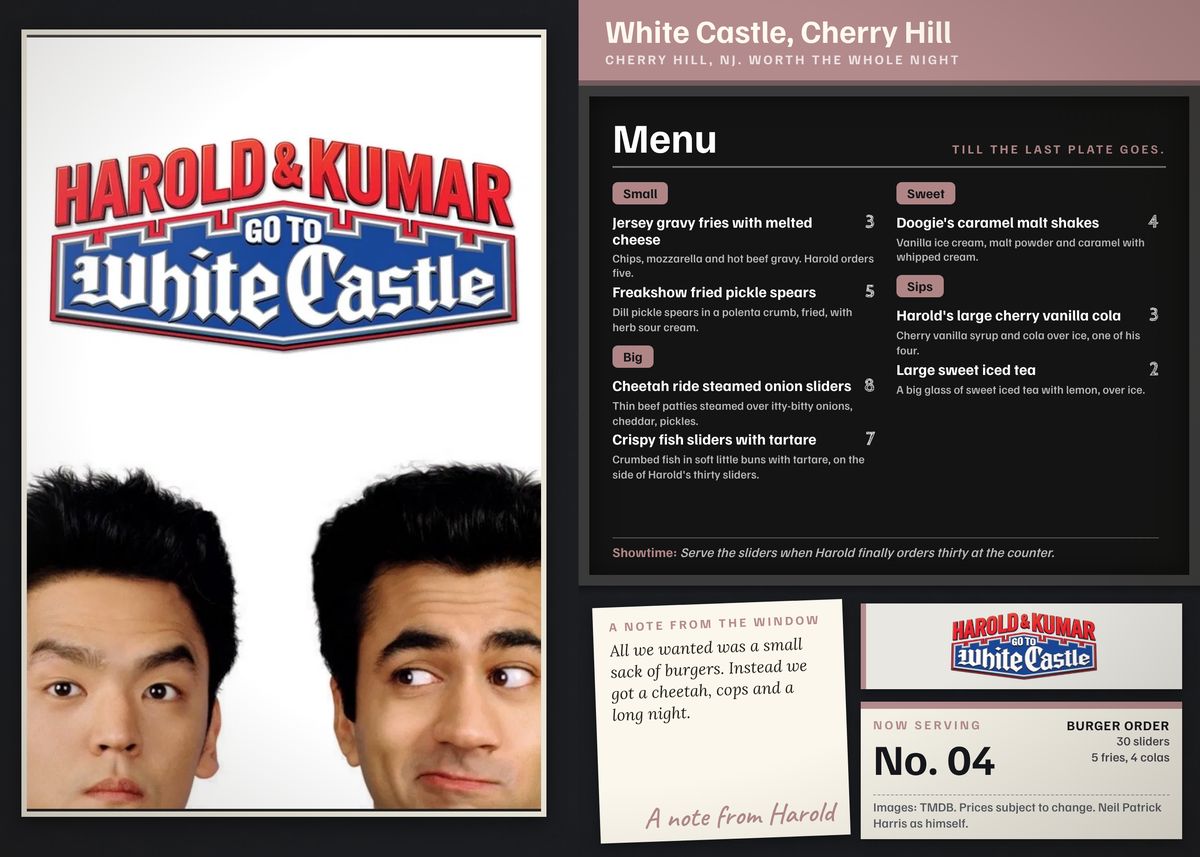 HAROLD & KUMAR
GO TO
White Castle
White Castle, Cherry Hill
CHERRY HILL, NJ. WORTH THE WHOLE NIGHT
Menu
TILL THE LAST PLATE GOES.
Small
Jersey gravy fries with melted
cheese
3
Chips, mozzarella and hot beef gravy. Harold orders
five.
Freakshow fried pickle spears
5
Dill pickle spears in a polenta crumb, fried, with
herb sour cream.
Big
Cheetah ride steamed onion sliders
8
Thin beef patties steamed over itty-bitty onions,
cheddar, pickles.
Crispy fish sliders with tartare
7
Crumbed fish in soft little buns with tartare, on the
side of Harold's thirty sliders.
Sweet
Doogie's caramel malt shakes
4
Vanilla ice cream, malt powder and caramel with
whipped cream.
Sips
Harold's large cherry vanilla cola
3
Cherry vanilla syrup and cola over ice, one of his
four.
Large sweet iced tea
2
A big glass of sweet iced tea with lemon, over ice.
Showtime: Serve the sliders when Harold finally orders thirty at the counter.
A NOTE FROM THE WINDOW
All we wanted was a small
sack of burgers. Instead we
got a cheetah, cops and a
long night.
A note from Harold
HAROLD & KUMAR
GO TO
White Castle
NOW SERVING
No. 04
BURGER ORDER
30 sliders
5 fries, 4 colas
Images: TMDB. Prices subject to change. Neil Patrick
Harris as himself.